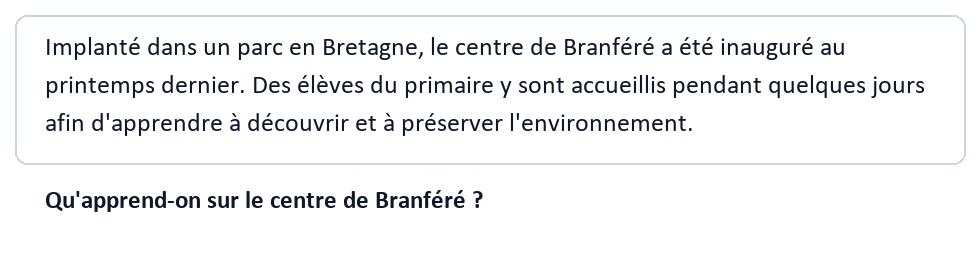 Implanté dans un parc en Bretagne, le centre de Branféré a été inauguré au
printemps dernier. Des élèves du primaire y sont accueillis pendant quelques jours
afin d'apprendre à découvrir et à préserver l'environnement.
Qu'apprend-on sur le centre de Branféré ?